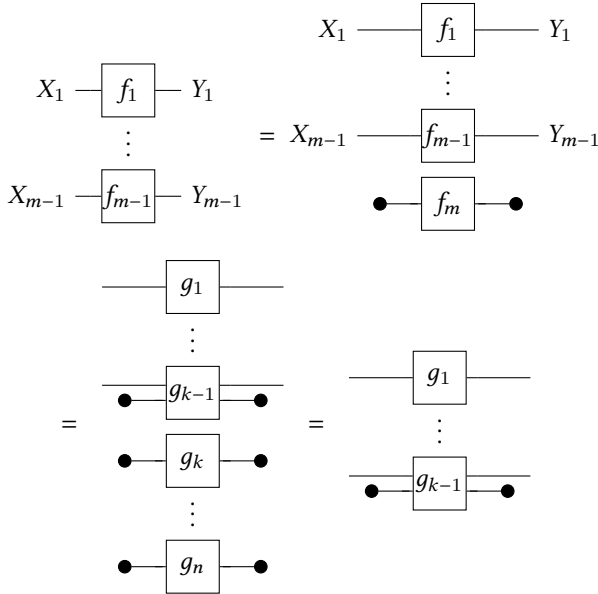 X₁ f₁ Y₁
⋮
Xₘ₋₁ fₘ₋₁ Yₘ₋₁
=
X₁ f₁ Y₁
⋮
Xₘ₋₁ fₘ₋₁ Yₘ₋₁
fₘ
=
g₁
⋮
gₖ₋₁
gₖ
⋮
gₙ
=
g₁
⋮
gₖ₋₁